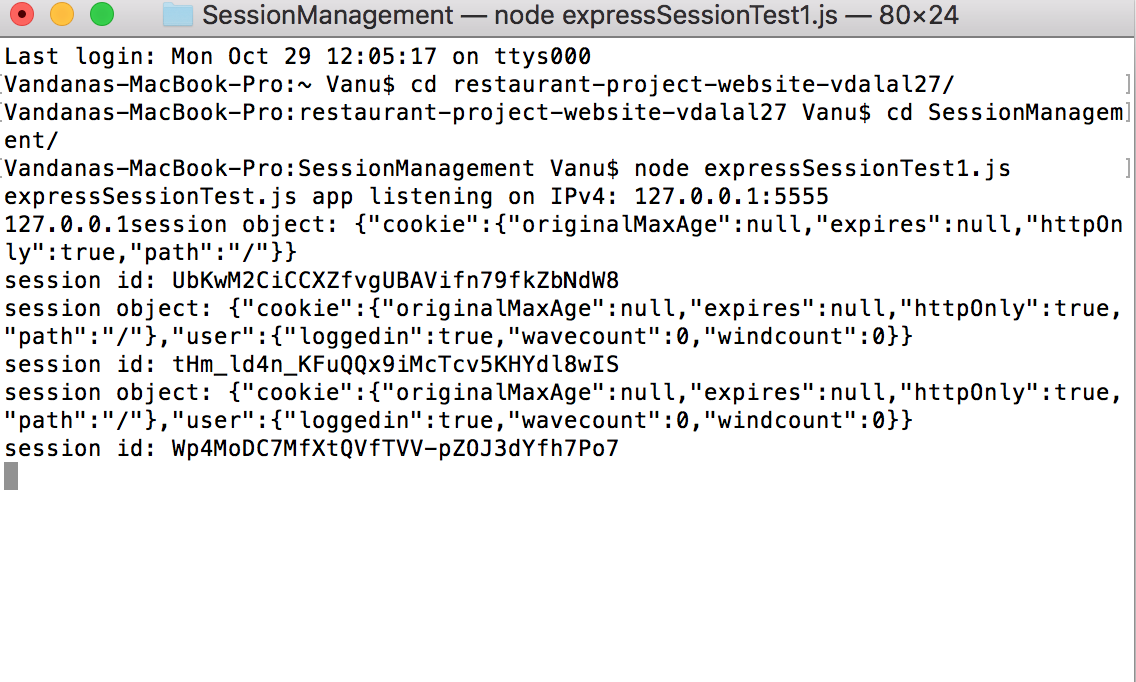 SessionManagement — node expressSessionTest1.js — 80×24
Last login: Mon Oct 29 12:05:17 on ttys000
[Vandanas-MacBook-Pro:~ Vanu$ cd restaurant-project-website-vdalal27/ ]
[Vandanas-MacBook-Pro:restaurant-project-website-vdalal27 Vanu$ cd SessionManagem]
ent/
[Vandanas-MacBook-Pro:SessionManagement Vanu$ node expressSessionTest1.js ]
expressSessionTest.js app listening on IPv4: 127.0.0.1:5555
127.0.0.1session object: {"cookie":{"originalMaxAge":null,"expires":null,"httpOn
ly":true,"path":"/"}}
session id: UbKwM2CiCCXZfvgUBAVifn79fkZbNdW8
session object: {"cookie":{"originalMaxAge":null,"expires":null,"httpOnly":true,
"path":"/"},"user":{"loggedin":true,"wavecount":0,"windcount":0}}
session id: tHm_ld4n_KFuQQx9iMcTcv5KHYdl8wIS
session object: {"cookie":{"originalMaxAge":null,"expires":null,"httpOnly":true,
"path":"/"},"user":{"loggedin":true,"wavecount":0,"windcount":0}}
session id: Wp4MoDC7MfXtQVfTVV-pZOJ3dYfh7Po7